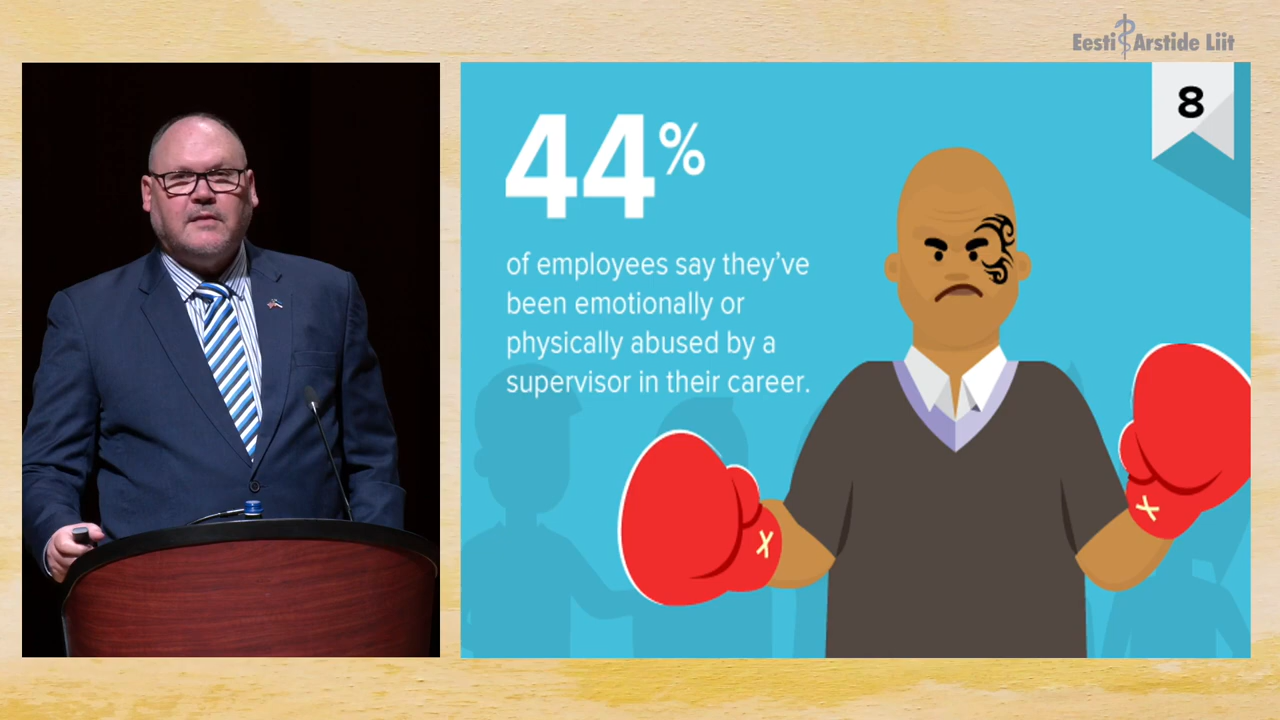 Eesti Arstide Liit
8
44%
of employees say they've
been emotionally or
physically abused by a
supervisor in their career.